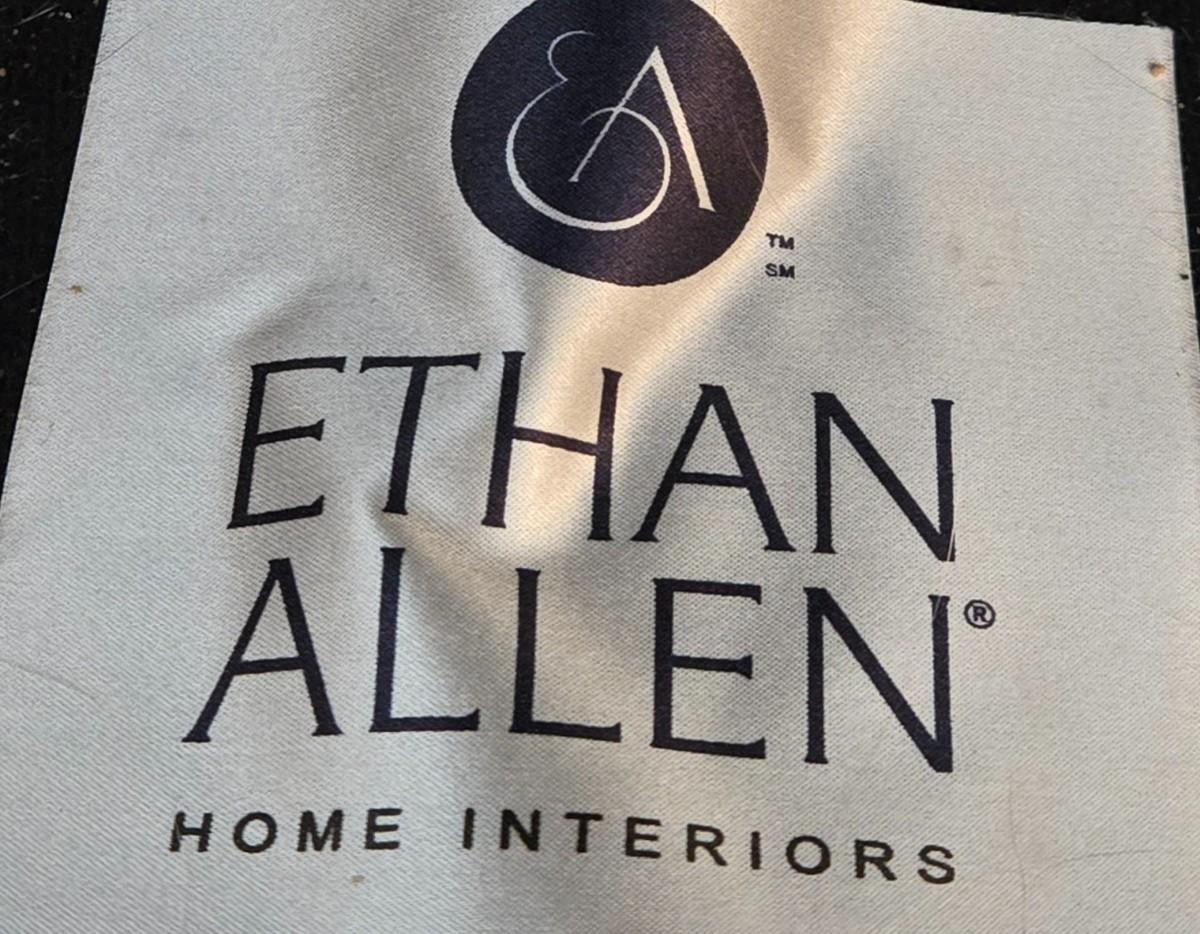 EA
TM
SM
ETHAN
ALLEN®
HOME INTERIORS